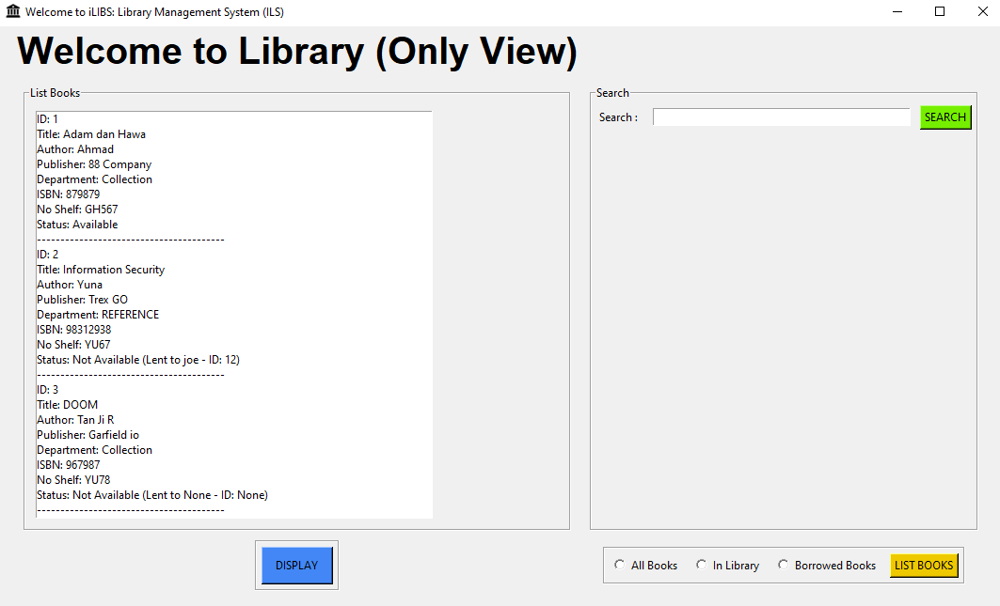 Welcome to iLIBS: Library Management System (ILS)
Welcome to Library (Only View)
List Books
ID: 1
Title: Adam dan Hawa
Author: Ahmad
Publisher: 88 Company
Department: Collection
ISBN: 879879
No Shelf: GH567
Status: Available
----------------------------------------
ID: 2
Title: Information Security
Author: Yuna
Publisher: Trex GO
Department: REFERENCE
ISBN: 98312938
No Shelf: YU67
Status: Not Available (Lent to joe - ID: 12)
----------------------------------------
ID: 3
Title: DOOM
Author: Tan Ji R
Publisher: Garfield io
Department: Collection
ISBN: 967987
No Shelf: YU78
Status: Not Available (Lent to None - ID: None)
----------------------------------------
DISPLAY
Search
Search :
SEARCH
All Books
In Library
Borrowed Books
LIST BOOKS